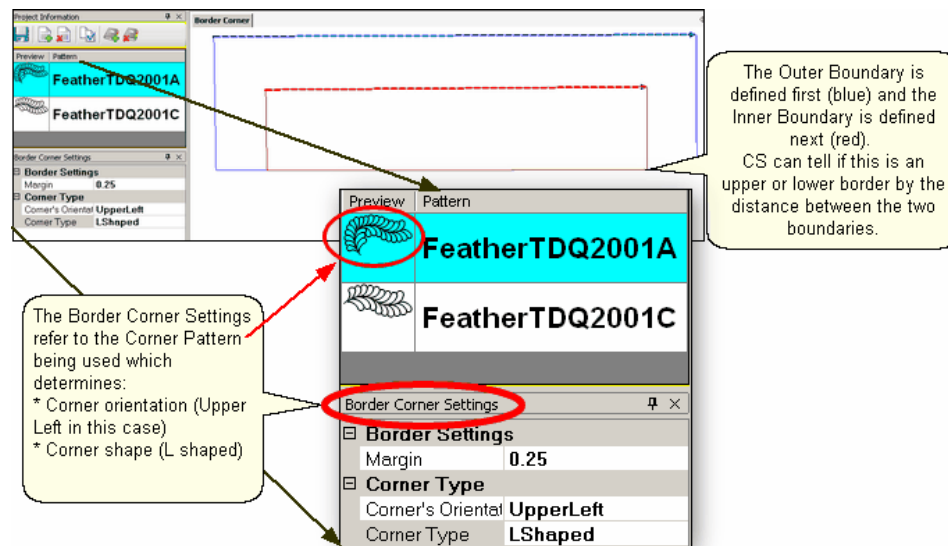 Project Information
Border Corner
Preview Pattern
FeatherTDQ2001A
FeatherTDQ2001C
Border Corner Settings
Border Settings
Margin 0.25
Corner Type
Corner's Orientat UpperLeft
Corner Type LShaped
The Outer Boundary is
defined first (blue) and the
Inner Boundary is defined
next (red).
CS can tell if this is an
upper or lower border by the
distance between the two
boundaries.
Preview Pattern
FeatherTDQ2001A
FeatherTDQ2001C
Border Corner Settings
Border Settings
Margin 0.25
Corner Type
Corner's Orientat UpperLeft
Corner Type LShaped
The Border Corner Settings
refer to the Corner Pattern
being used which
determines:
* Corner orientation (Upper
Left in this case)
* Corner shape (L shaped)